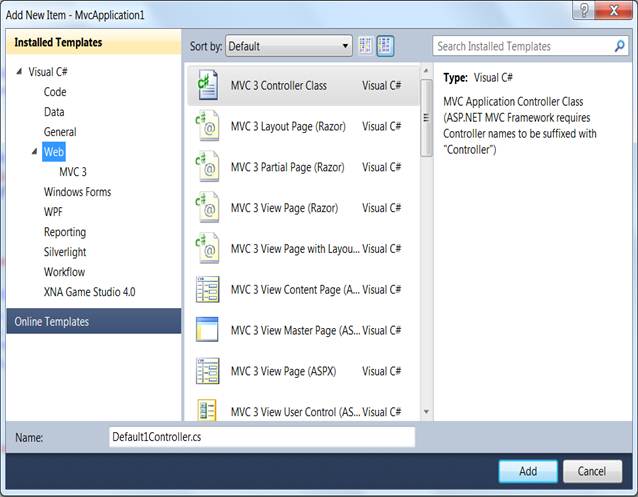 Add New Item - MvcApplication1
Installed Templates
Visual C#
Code
Data
General
Web
MVC 3
Windows Forms
WPF
Reporting
Silverlight
Workflow
XNA Game Studio 4.0
Online Templates
Sort by: Default
MVC 3 Controller Class Visual C#
MVC 3 Layout Page (Razor) Visual C#
MVC 3 Partial Page (Razor) Visual C#
MVC 3 View Page (Razor) Visual C#
MVC 3 View Page with Layou... Visual C#
MVC 3 View Content Page (A... Visual C#
MVC 3 View Master Page (AS... Visual C#
MVC 3 View Page (ASPX) Visual C#
MVC 3 View User Control (AS... Visual C#
Search Installed Templates
Type: Visual C#
MVC Application Controller Class
(ASP.NET MVC Framework requires
Controller names to be suffixed with
"Controller")
Name: Default1Controller.cs
Add Cancel